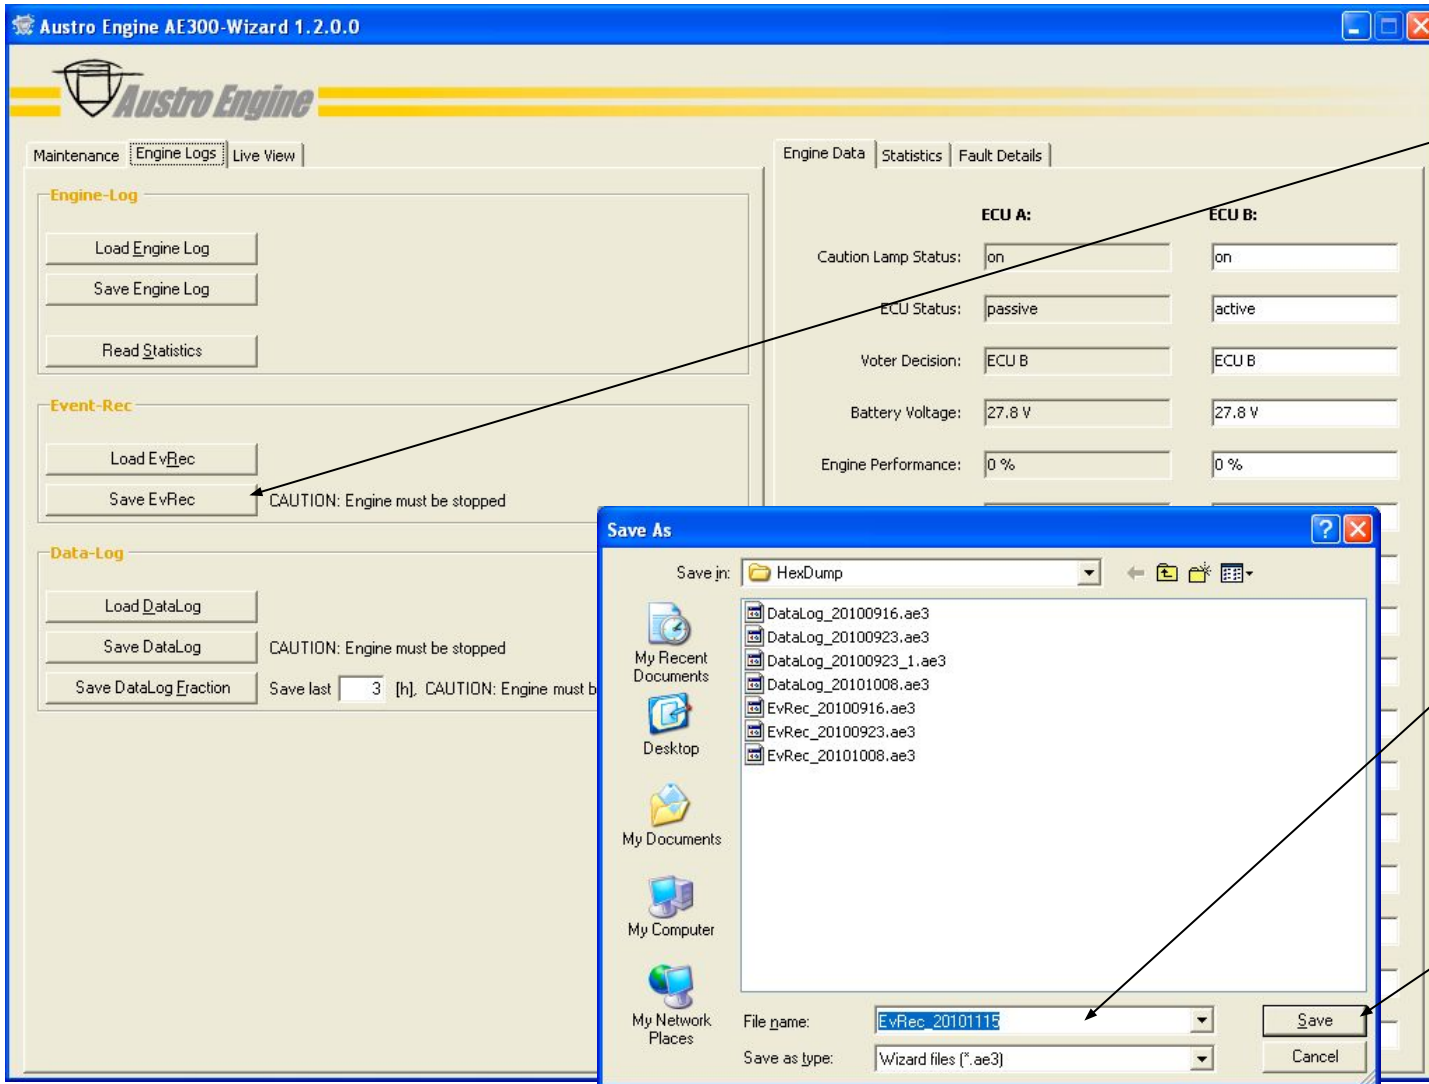 Austro Engine AE300-Wizard 1.2.0.0
Austro Engine
Maintenance Engine Logs Live View
Engine Data Statistics Fault Details
Engine-Log
Load Engine Log
Save Engine Log
Read Statistics
Event-Rec
Load EvRec
Save EvRec CAUTION: Engine must be stopped
Data-Log
Load DataLog
Save DataLog CAUTION: Engine must be stopped
Save DataLog Fraction Save last 3 [h], CAUTION: Engine must b
ECU A: ECU B:
Caution Lamp Status: on on
ECU Status: passive active
Voter Decision: ECU B ECU B
Battery Voltage: 27.8 V 27.8 V
Engine Performance: 0 % 0 %
Save As
Save in: HexDump
My Recent
Documents
Desktop
My Documents
My Computer
My Network
Places
DataLog_20100916.ae3
DataLog_20100923.ae3
DataLog_20100923_1.ae3
DataLog_20101008.ae3
EvRec_20100916.ae3
EvRec_20100923.ae3
EvRec_20101008.ae3
File name: EvRec_20101115 Save
Save as type: Wizard files (*.ae3) Cancel